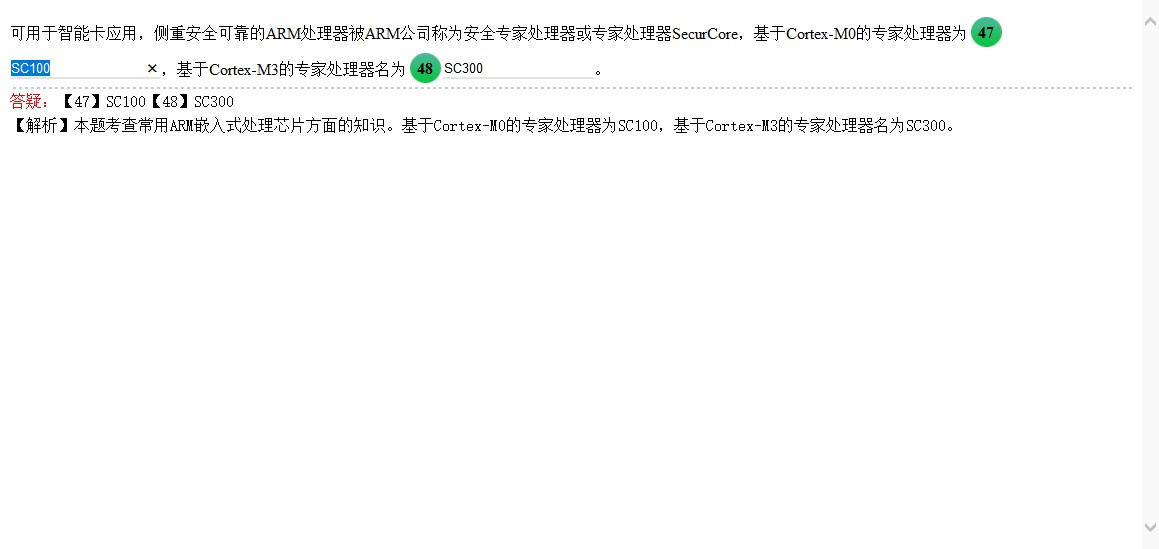 可用于智能卡应用，侧重安全可靠的ARM处理器被ARM公司称为安全专家处理器或专家处理器SecurCore，基于Cortex-M0的专家处理器为 47
SC100 ×，基于Cortex-M3的专家处理器名为 48 SC300 。
答疑：【47】SC100【48】SC300
【解析】本题考查常用ARM嵌入式处理芯片方面的知识。基于Cortex-M0的专家处理器为SC100，基于Cortex-M3的专家处理器名为SC300。